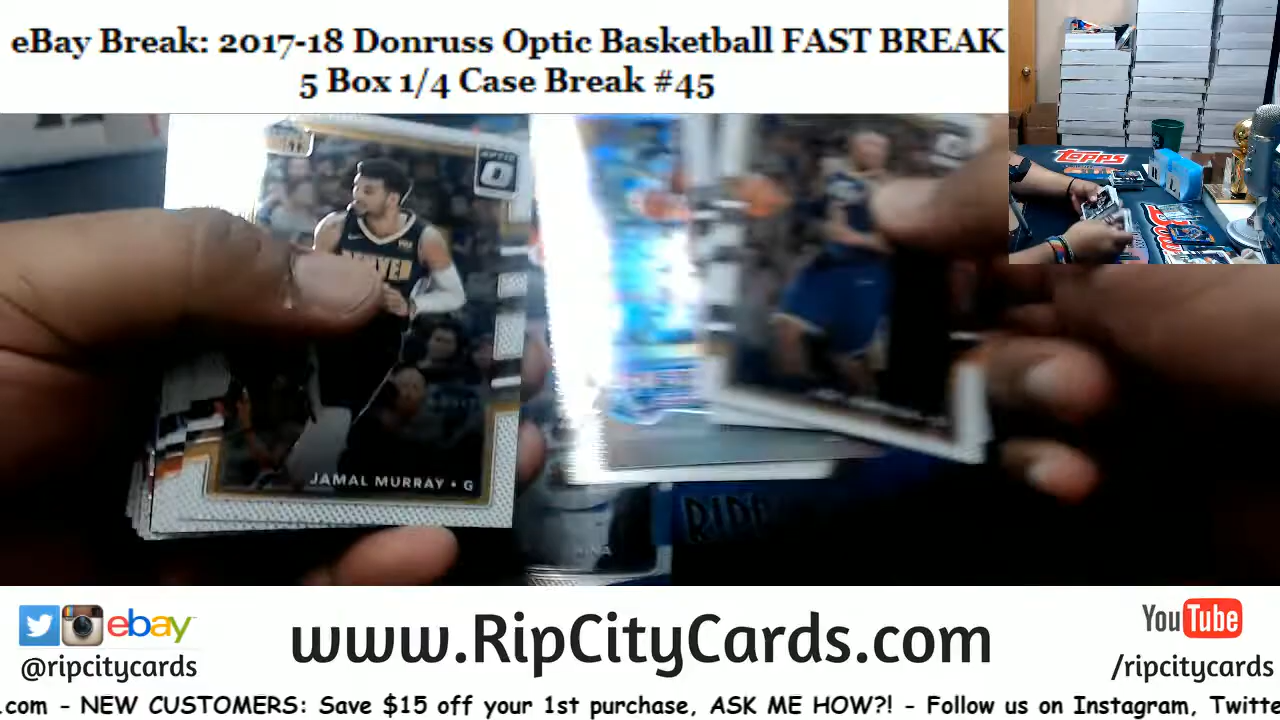 eBay Break: 2017-18 Donruss Optic Basketball FAST BREAK
5 Box 1/4 Case Break #45
OPTIC
JAMAL MURRAY • G
topps
ebay
@ripcitycards
www.RipCityCards.com
YouTube
/ripcitycards
.com - NEW CUSTOMERS: Save $15 off your 1st purchase, ASK ME HOW?! - Follow us on Instagram, Twitte